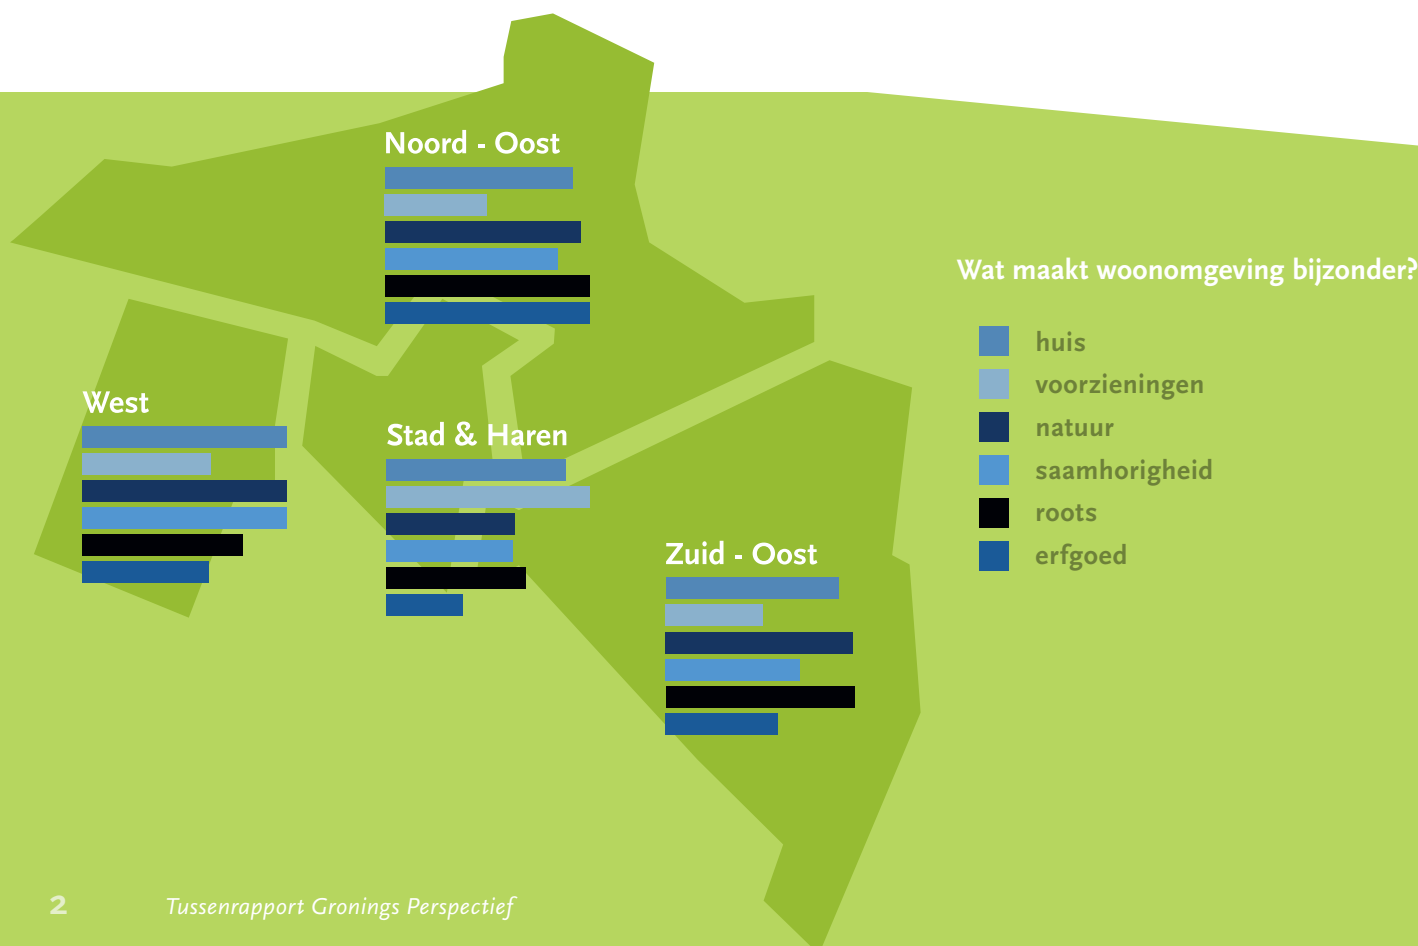 Noord - Oost
West
Stad & Haren
Zuid - Oost
Wat maakt woonomgeving bijzonder?
huis
voorzieningen
natuur
saamhorigheid
roots
erfgoed
2 Tussenrapport Gronings Perspectief